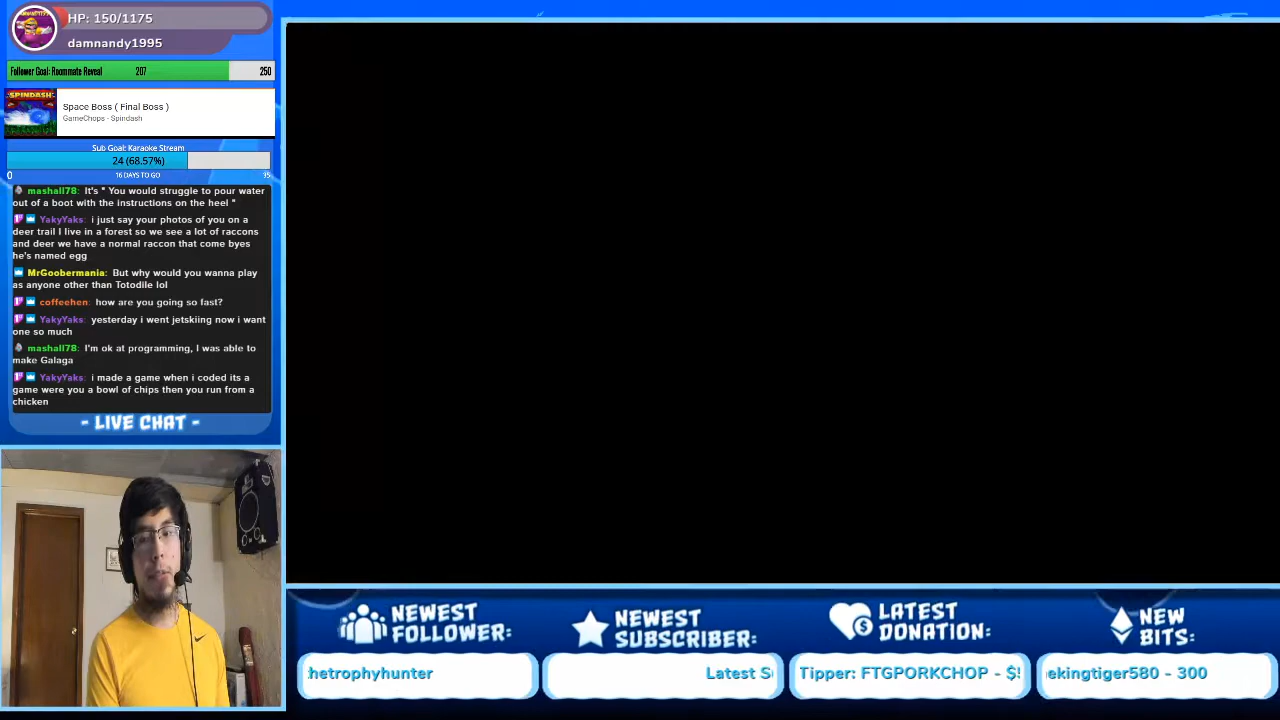 HP: 150/1175
damnandy1995
Follower Goal: Roommate Reveal 207 250
SPINDASH
Space Boss ( Final Boss )
GameChops - Spindash
Sub Goal: Karaoke Stream
24 (68.57%)
0 16 DAYS TO GO
mashall78: It's " You would struggle to pour water
out of a boot with the instructions on the heel "
YakyYaks: i just say your photos of you on a
deer trail I live in a forest so we see a lot of raccons
and deer we have a normal raccon that come byes
he's named egg
MrGoobermania: But why would you wanna play
as anyone other than Totodile lol
coffeehen: how are you going so fast?
YakyYaks: yesterday i went jetskiing now i want
one so much
mashall78: I'm ok at programming, I was able to
make Galaga
YakyYaks: i made a game when i coded its a
game were you a bowl of chips then you run from a
chicken
- LIVE CHAT -
NEWEST
FOLLOWER:
hetrophyhunter
NEWEST
SUBSCRIBER:
Latest S
LATEST
DONATION:
Tipper: FTGPORKCHOP - $
NEW
BITS:
ekingtiger580 - 300